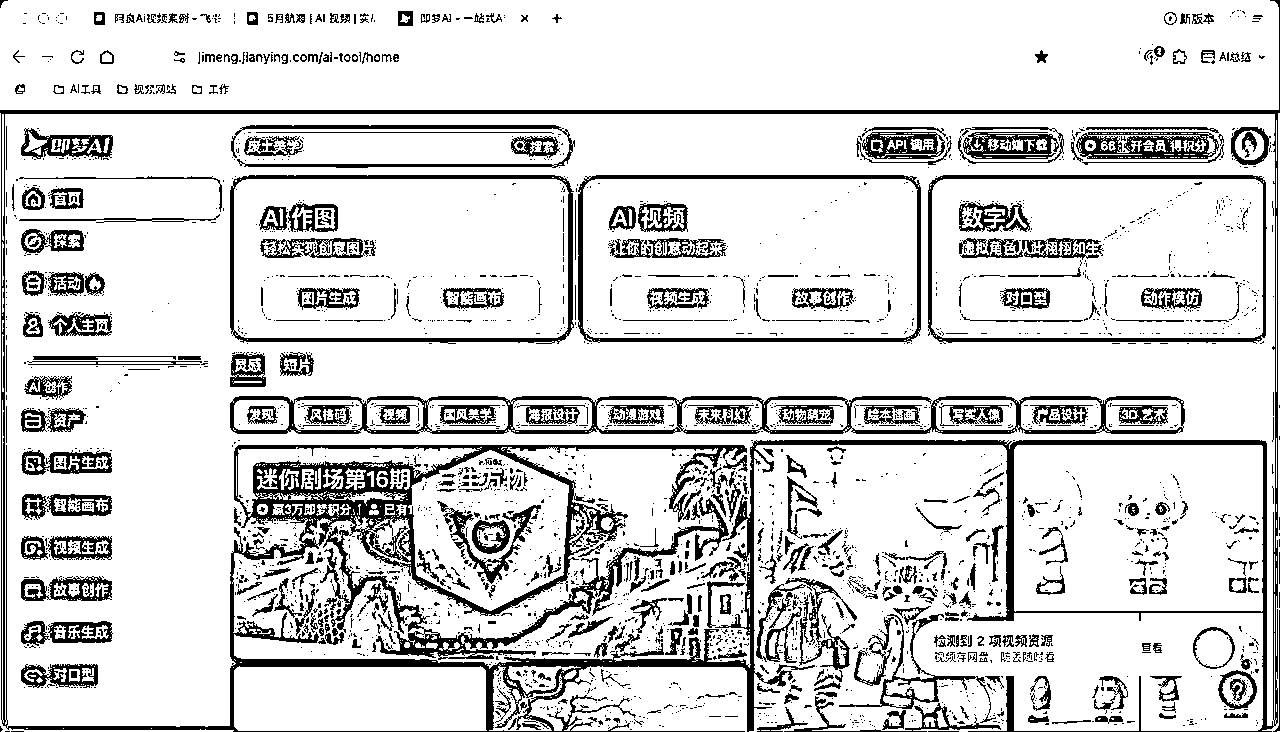 阿良AI视频案例 - 飞书
5月航海 | AI 视频 | 实
即梦AI - 一站式A
新版本
jimeng.jianying.com/ai-tool/home
AI总结
AI工具
视频网站
工作
即梦AI
废土美学
搜索
API 调用
移动端下载
66
开会员 得积分
首页
探索
活动
个人主页
AI 创作
资产
图片生成
智能画布
视频生成
故事创作
音乐生成
对口型
AI 作图
轻松实现创意图片
图片生成
智能画布
AI 视频
让你的创意动起来
视频生成
故事创作
数字人
虚拟角色从此栩栩如生
对口型
动作模仿
灵感
短片
发现
风格码
视频
国风美学
海报设计
动漫游戏
未来科幻
动物萌宠
绘本插画
写实人像
产品设计
3D 艺术
迷你剧场第16期
赢3万即梦积分
已有1
三生万物
检测到 2 项视频资源
视频存网盘，防丢随时看
查看